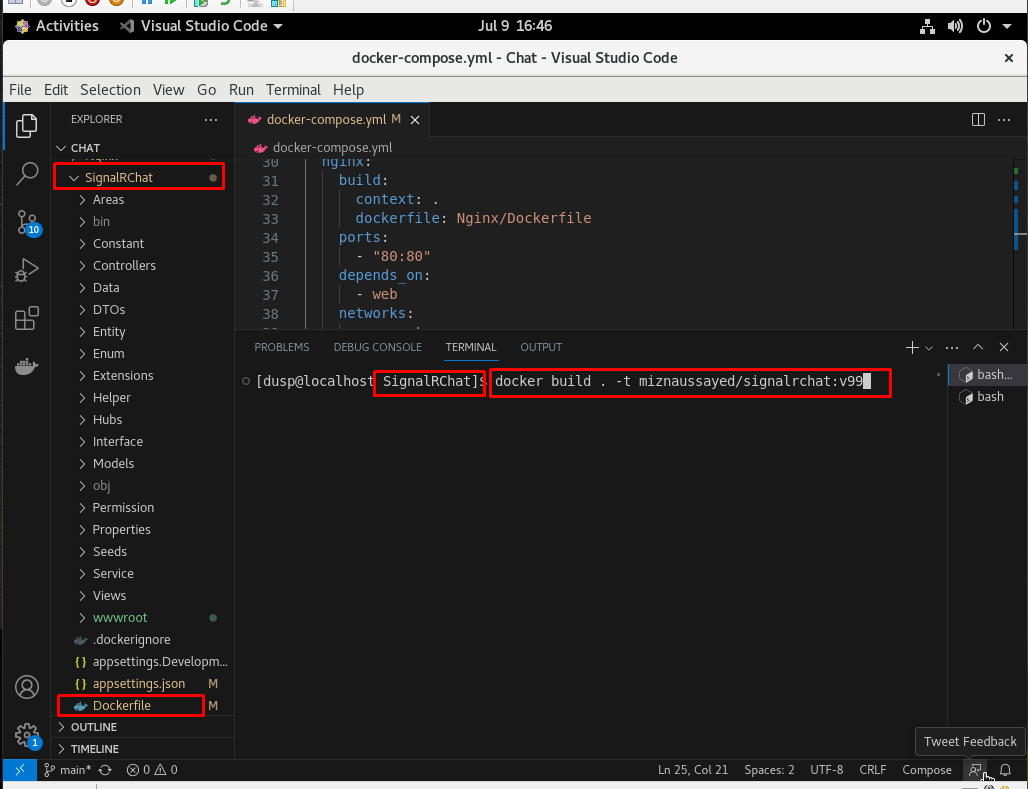 Activities
Visual Studio Code
Jul 9 16:46
docker-compose.yml - Chat - Visual Studio Code
File Edit Selection View Go Run Terminal Help
EXPLORER
CHAT
SignalRChat
Areas
bin
Constant
Controllers
Data
DTOs
Entity
Enum
Extensions
Helper
Hubs
Interface
Models
obj
Permission
Properties
Seeds
Service
Views
wwwroot
.dockerignore
appsettings.Developm...
appsettings.json M
Dockerfile M
OUTLINE
TIMELINE
10
1
docker-compose.yml M
docker-compose.yml
30 nginx:
31 build:
32 context: .
33 dockerfile: Nginx/Dockerfile
34 ports:
35 - "80:80"
36 depends_on:
37 - web
38 networks:
PROBLEMS DEBUG CONSOLE TERMINAL OUTPUT
[dusp@localhost SignalRChat]$ docker build . -t miznaussayed/signalrchat:v99
bash...
bash
Tweet Feedback
main* 0 0 Ln 25, Col 21 Spaces: 2 UTF-8 CRLF Compose